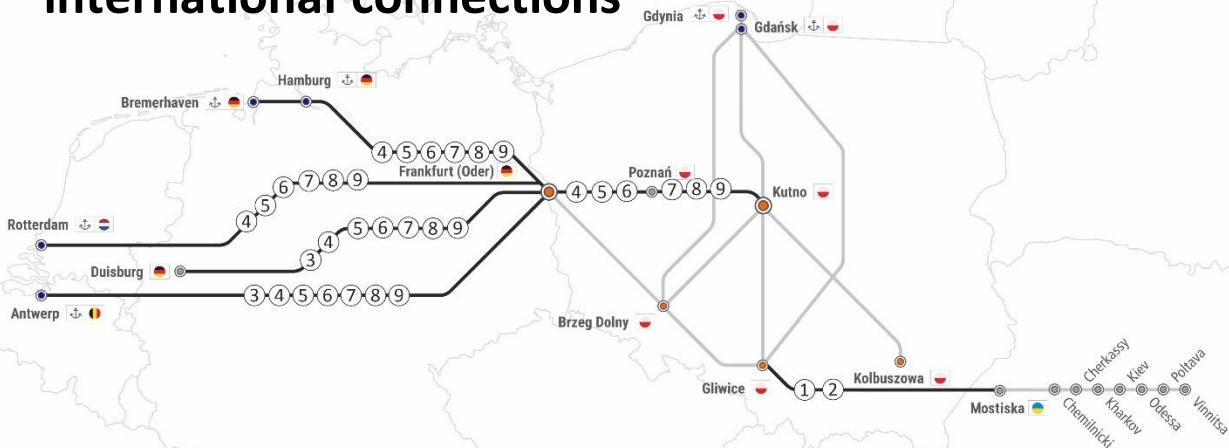 international connections
Gdynia
Gdańsk
Hamburg
Bremerhaven
4 5 6 7 8 9
Frankfurt (Oder)
Poznań
4 5 6 7 8 9
Kutno
6 7 8 9
5
4
Rotterdam
5 6 7 8 9
4
3
Duisburg
3 4 5 6 7 8 9
Antwerp
Brzeg Dolny
Gliwice
1 2
Kolbuszowa
Mostiska
Chemilnicki
Cherkassy
Kharkov
Kiev
Odessa
Poltava
Vinnitsa